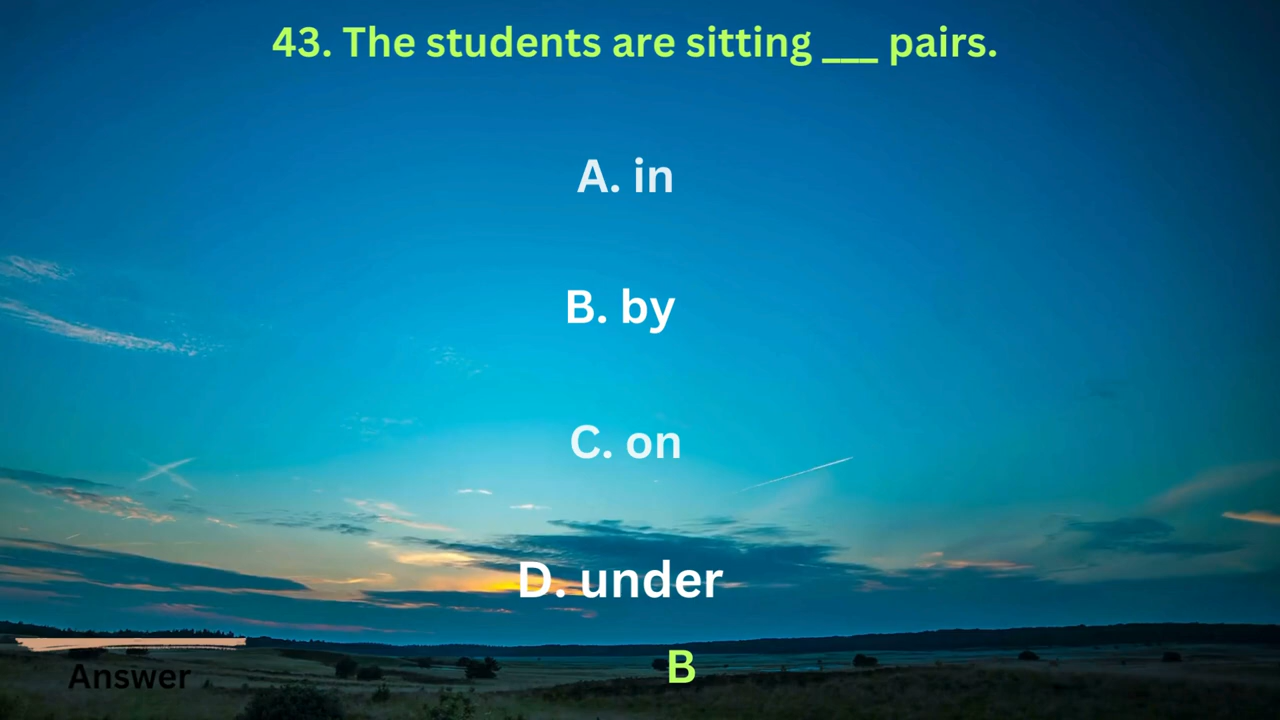 43. The students are sitting ___ pairs.
A. in
B. by
C. on
D. under
B
Answer